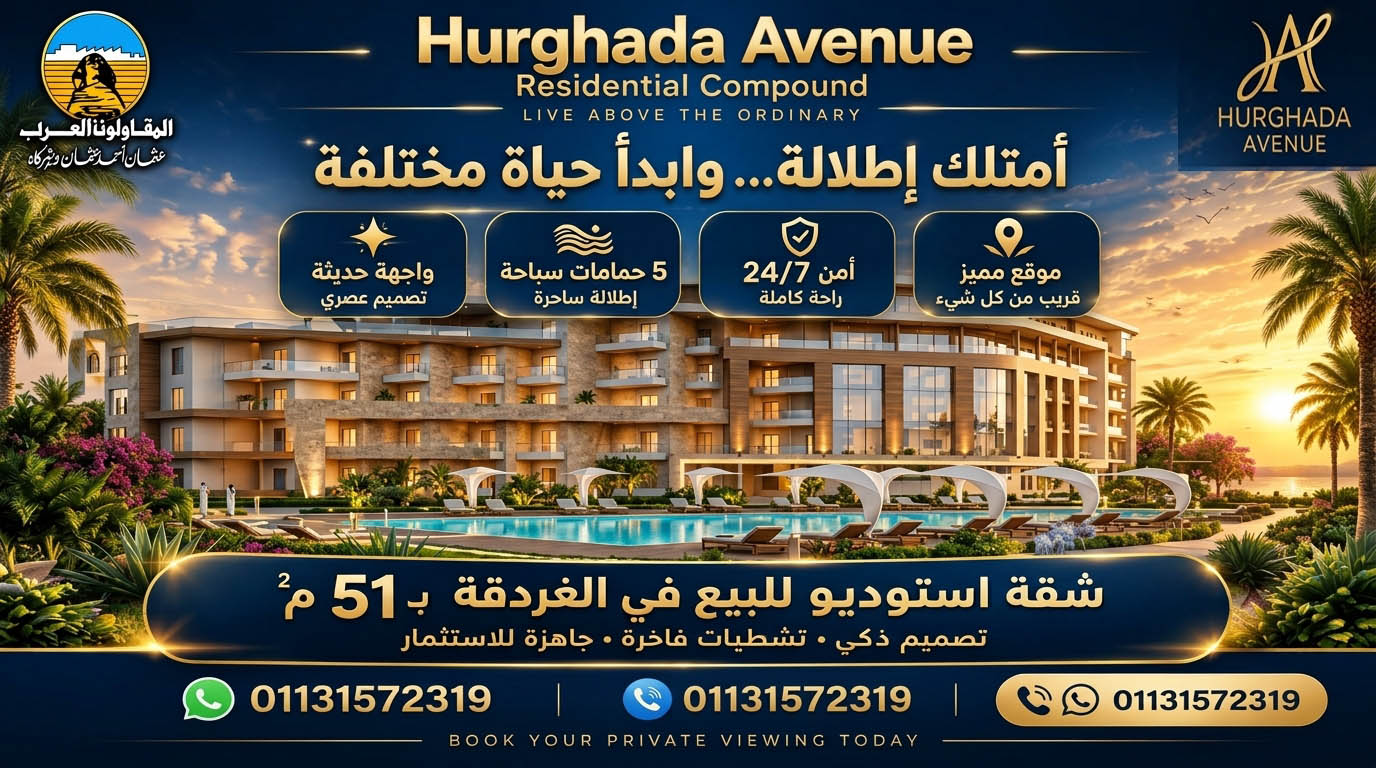 Hurghada Avenue
Residential Compound
LIVE ABOVE THE ORDINARY
المقاولون العرب
عثمان أحمد عثمان وشركاه
HURGHADA
AVENUE
أمتلك إطلالة... وابدأ حياة مختلفة
موقع مميز
قريب من كل شيء
أمن 24/7
راحة كاملة
5 حمامات سباحة
إطلالة ساحرة
واجهة حديثة
تصميم عصري
شقة استوديو للبيع في الغردقة بـ 51 م²
تصميم ذكي • تشطيات فاخرة • جاهزة للاستثمار
01131572319
01131572319
01131572319
BOOK YOUR PRIVATE VIEWING TODAY